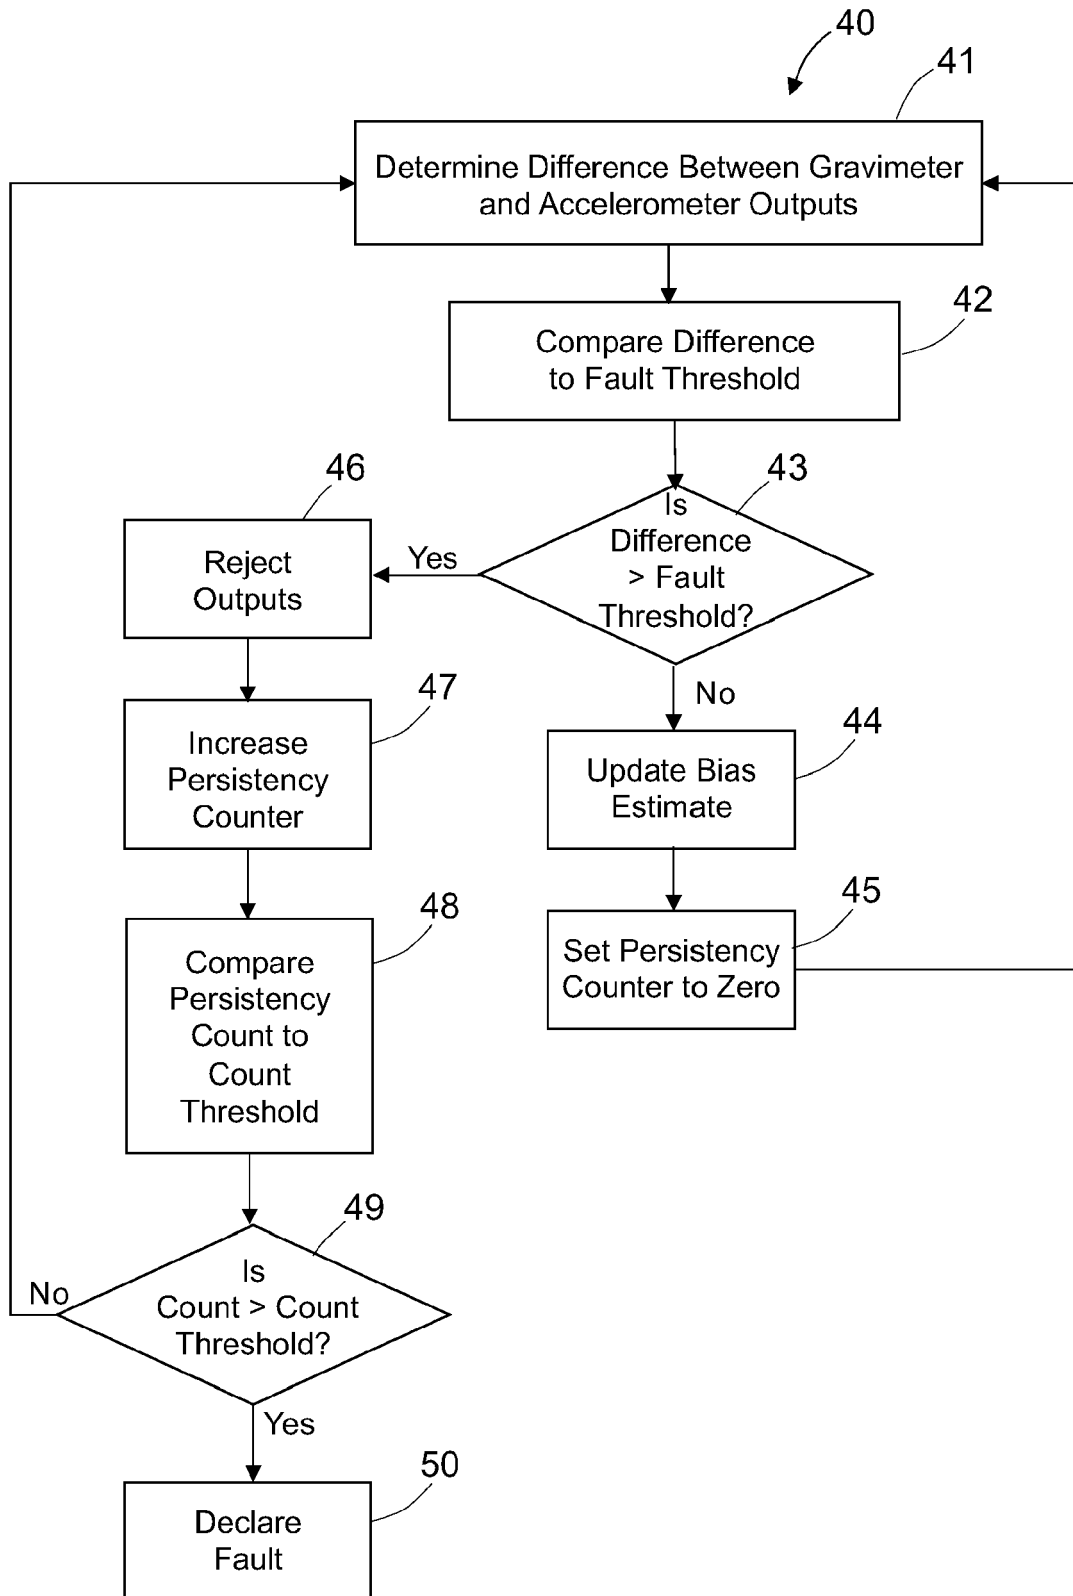 40
41
Determine Difference Between Gravimeter
and Accelerometer Outputs
42
Compare Difference
to Fault Threshold
43
Is
Difference
> Fault
Threshold?
Yes
No
46
Reject
Outputs
47
Increase
Persistency
Counter
44
Update Bias
Estimate
45
Set Persistency
Counter to Zero
48
Compare
Persistency
Count to
Count
Threshold
49
Is
Count > Count
Threshold?
No
Yes
50
Declare
Fault